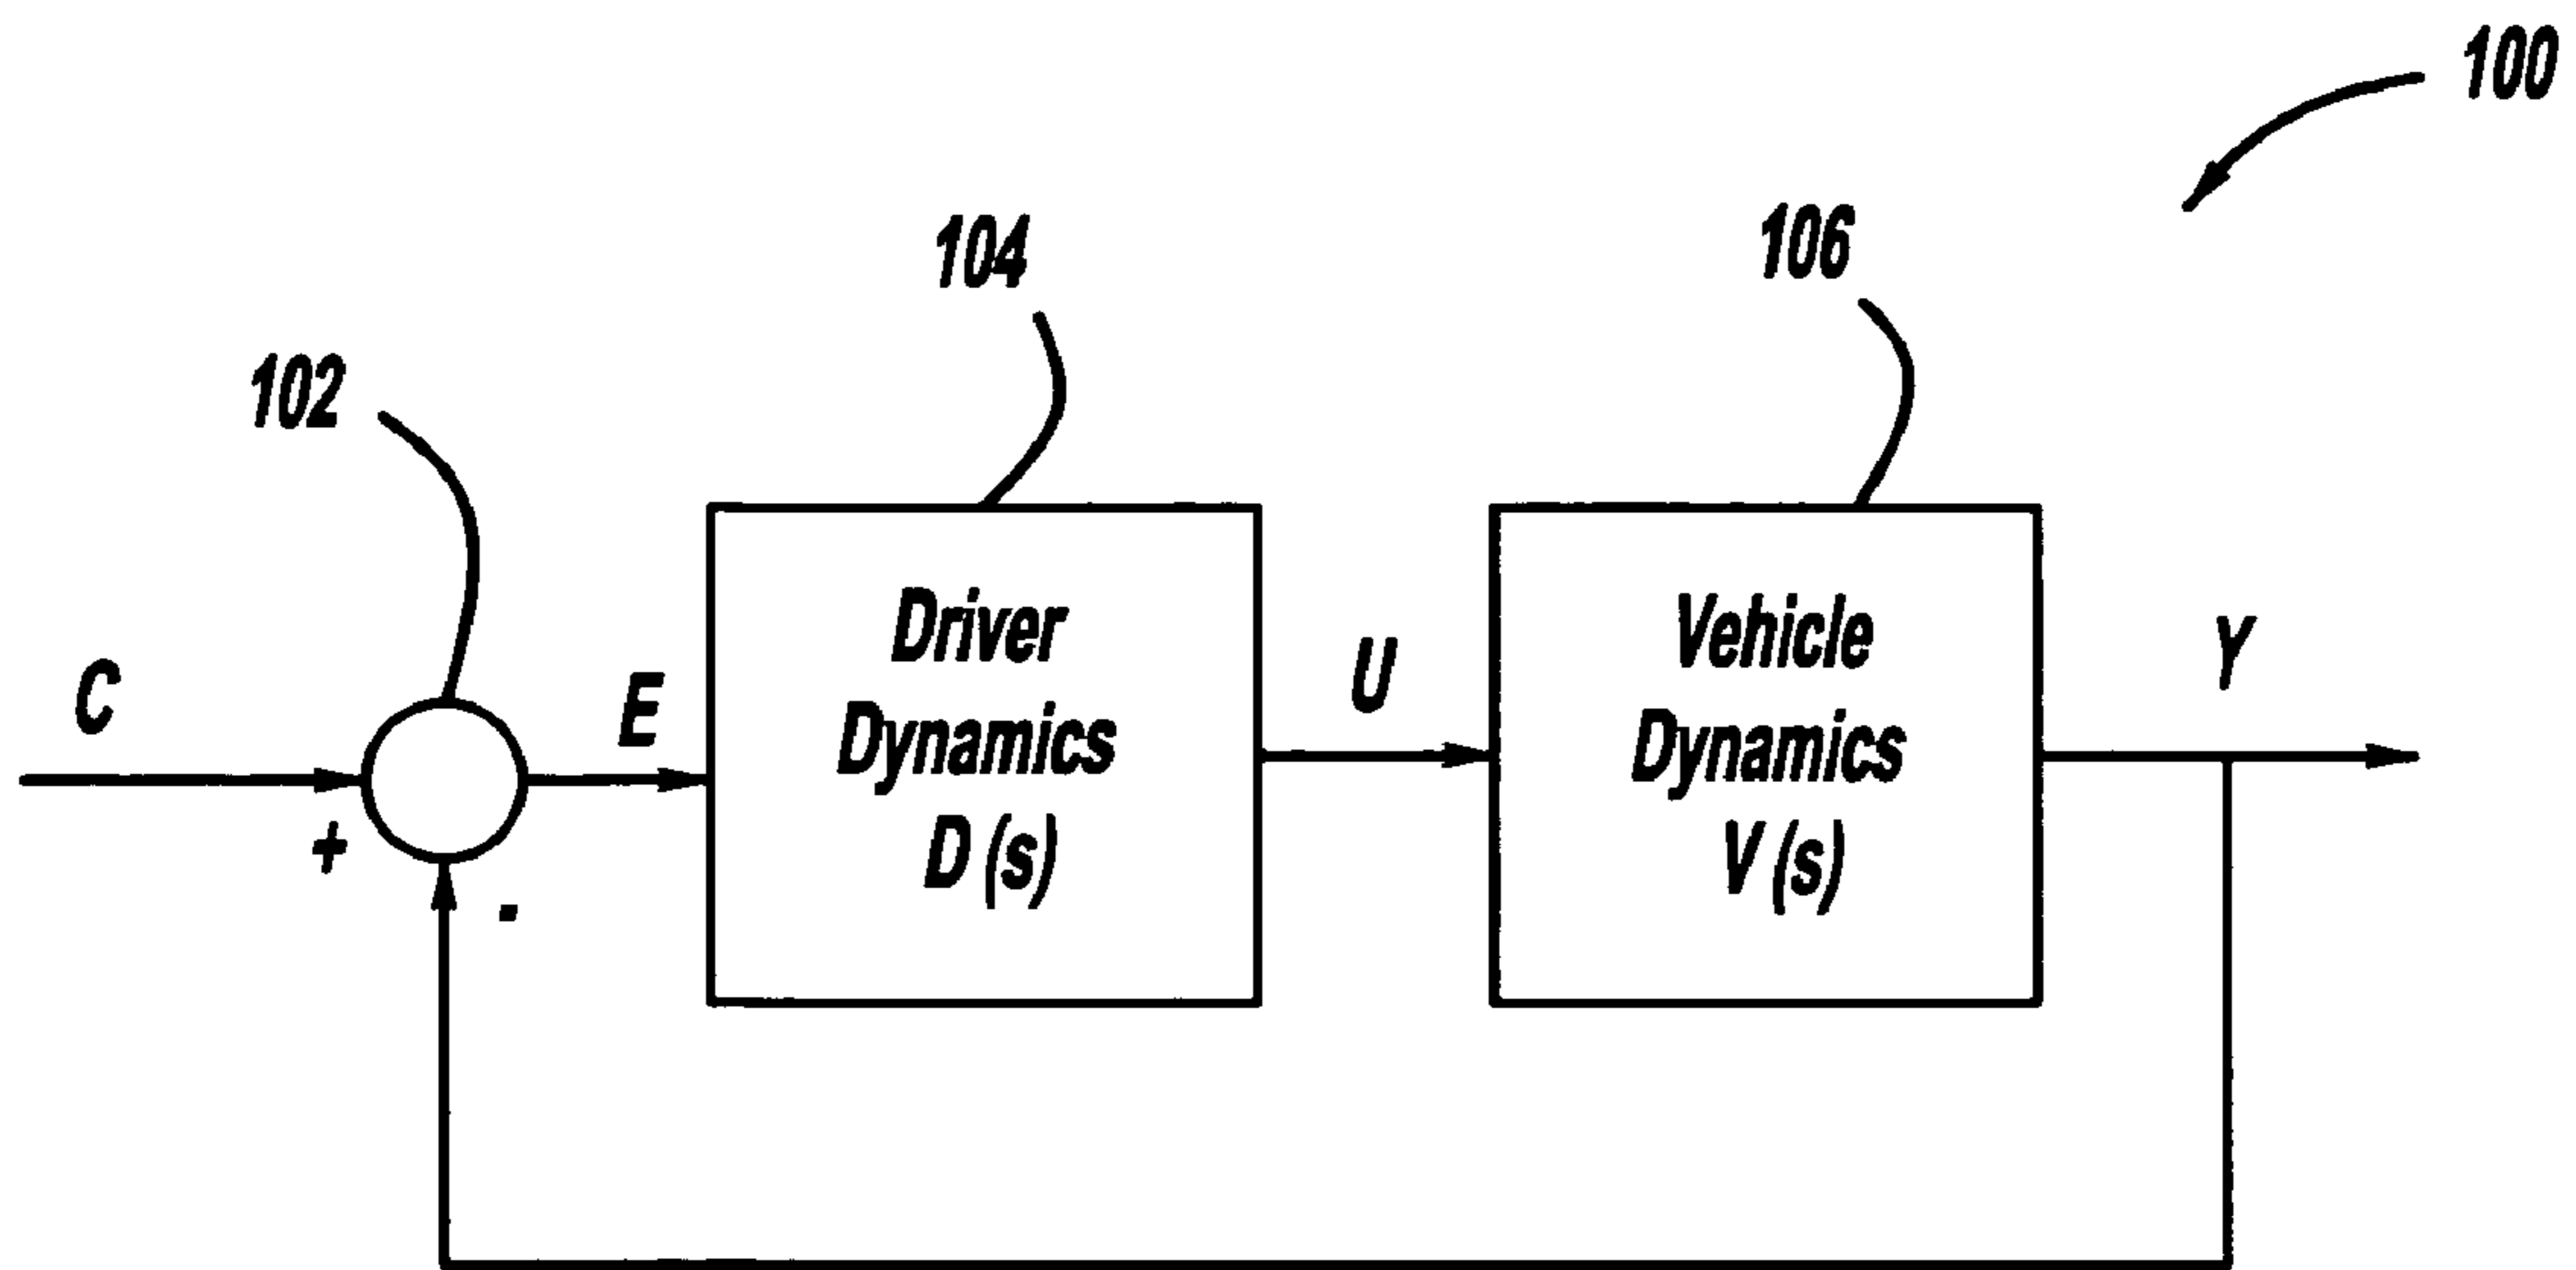 100
104
106
102
C
+
-
E
Driver
Dynamics
D (s)
U
Vehicle
Dynamics
V (s)
Y